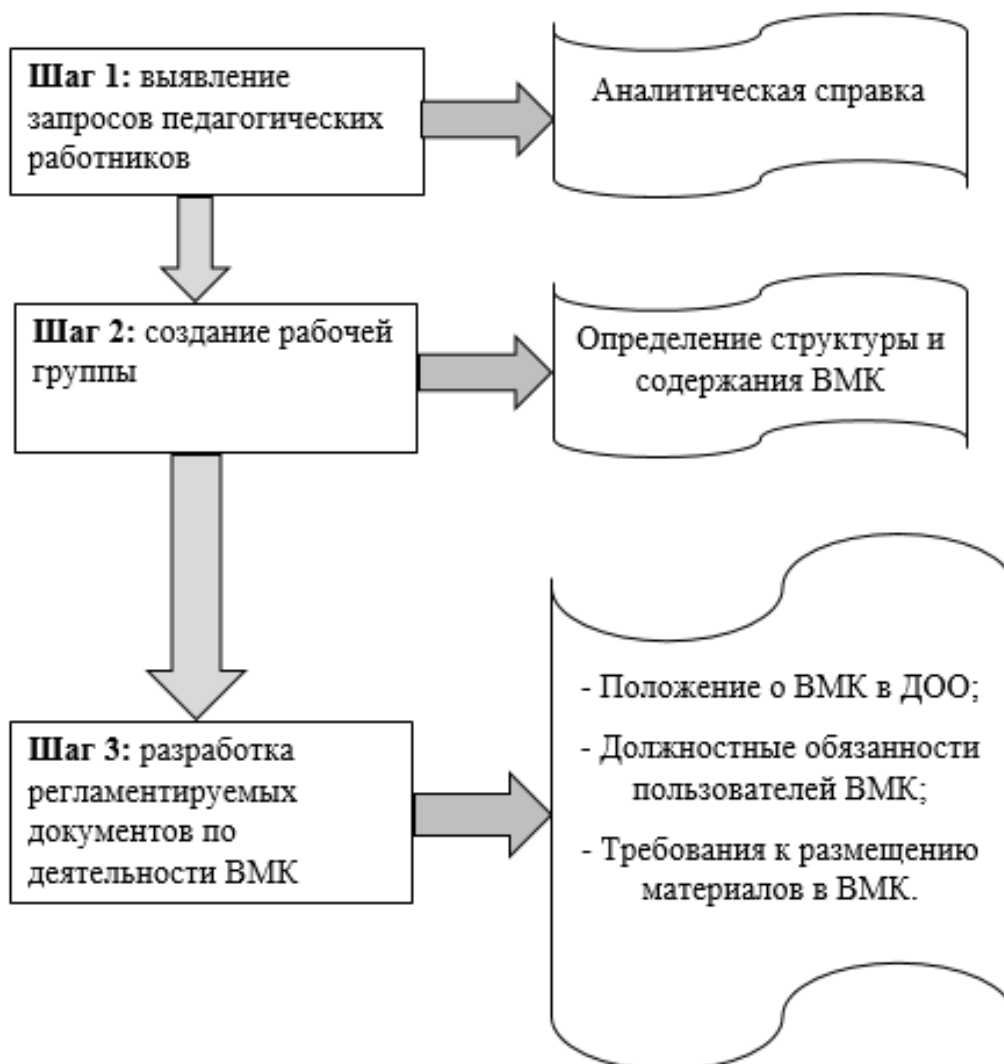 Шаг 1: выявление
запросов педагогических
работников
Аналитическая справка
Шаг 2: создание рабочей
группы
Определение структуры и
содержания ВМК
Шаг 3: разработка
регламентируемых
документов по
деятельности ВМК
- Положение о ВМК в ДОО;
- Должностные обязанности
пользователей ВМК;
- Требования к размещению
материалов в ВМК.